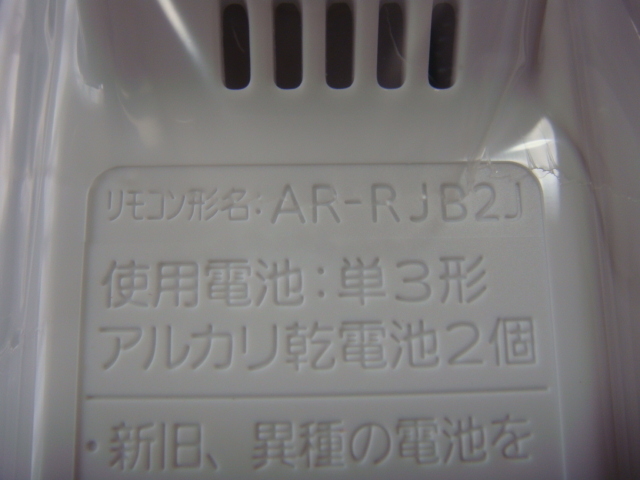 リモコン形名：AR-RJB2J
使用電池：単3形
アルカリ乾電池2個
・新旧、異種の電池を